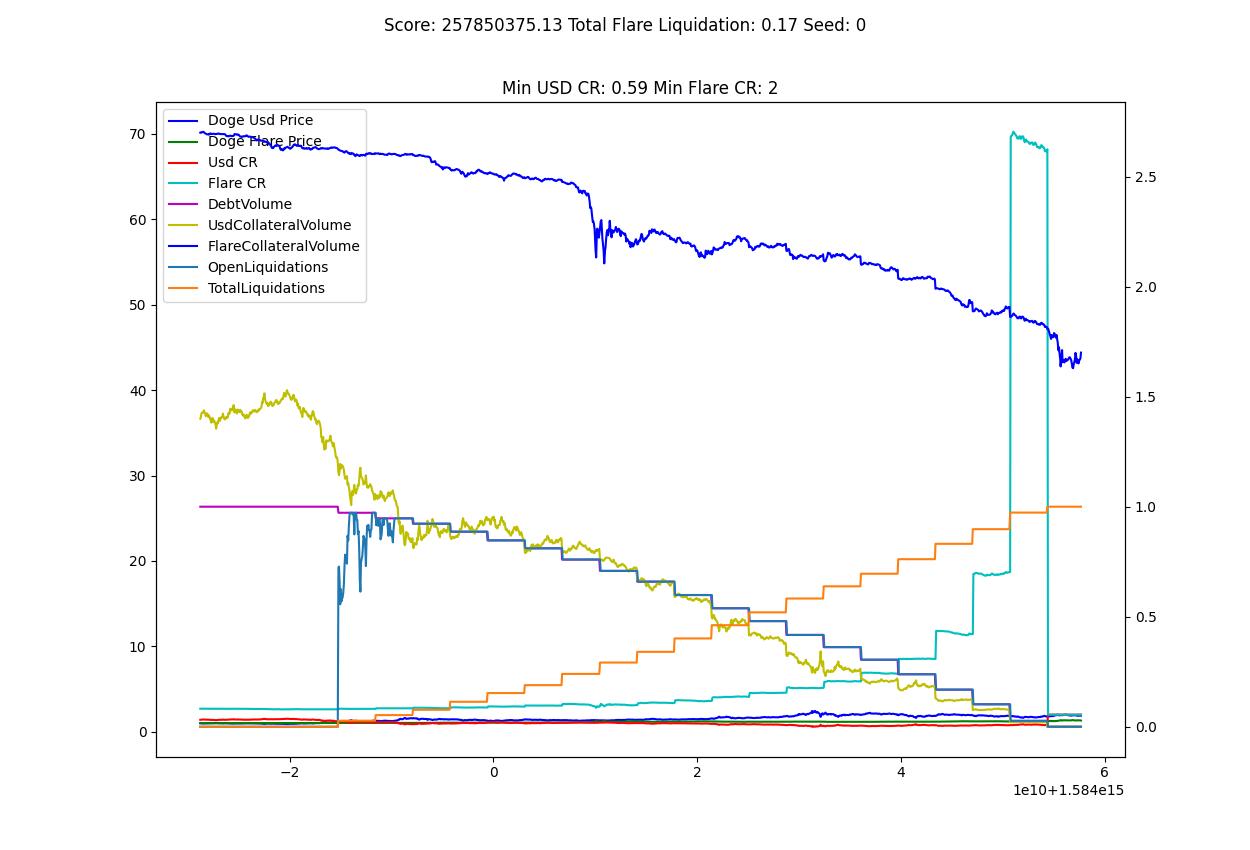 Score: 257850375.13 Total Flare Liquidation: 0.17 Seed: 0
Min USD CR: 0.59 Min Flare CR: 2
Doge Usd Price
Doge Flare Price
Usd CR
Flare CR
DebtVolume
UsdCollateralVolume
FlareCollateralVolume
OpenLiquidations
TotalLiquidations
70
60
50
40
30
20
10
0
2.5
2.0
1.5
1.0
0.5
0.0
−2
0
2
4
6
1e10+1.584e15